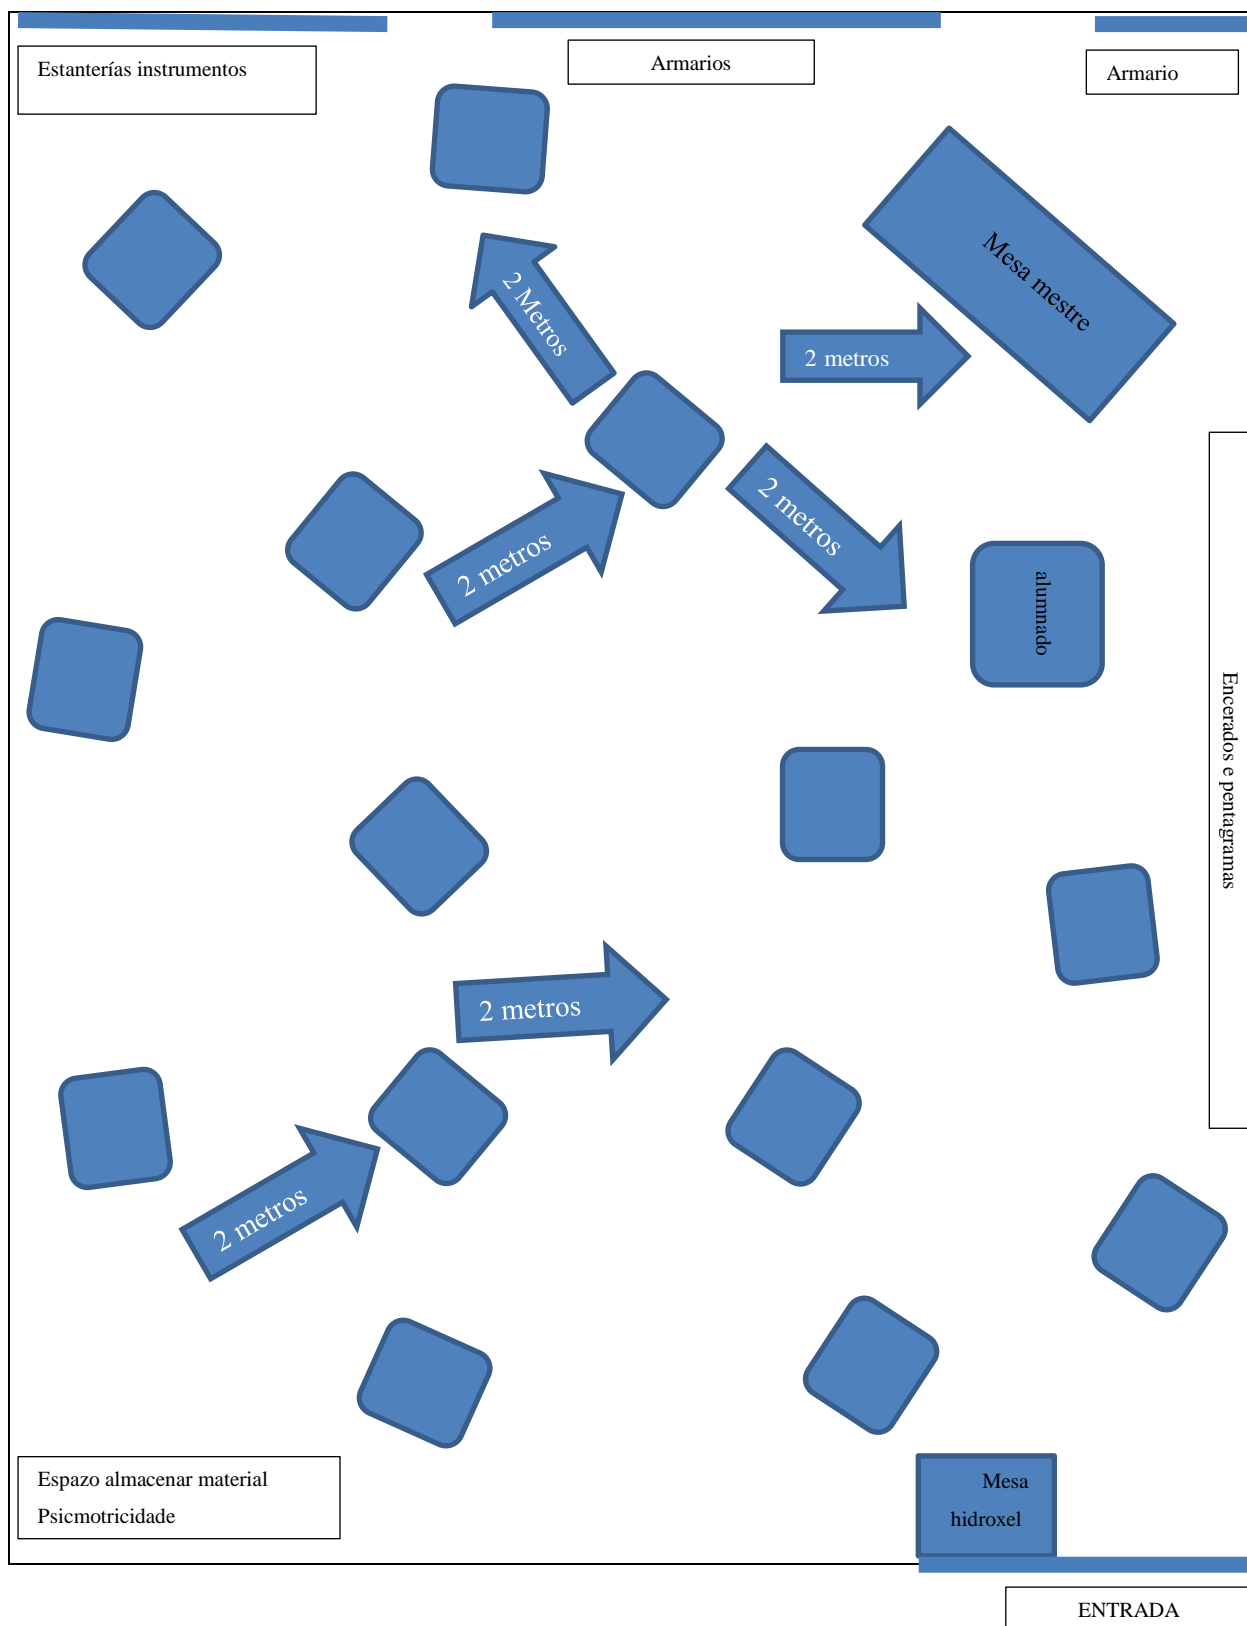 Estanterías instrumentos
Armarios
Armario
Mesa mestre
2 Metros
2 metros
2 metros
2 metros
alumnado
Encerados e pentagramas
2 metros
2 metros
Espazo almacenar material
Psicmotricidade
Mesa
hidroxel
ENTRADA